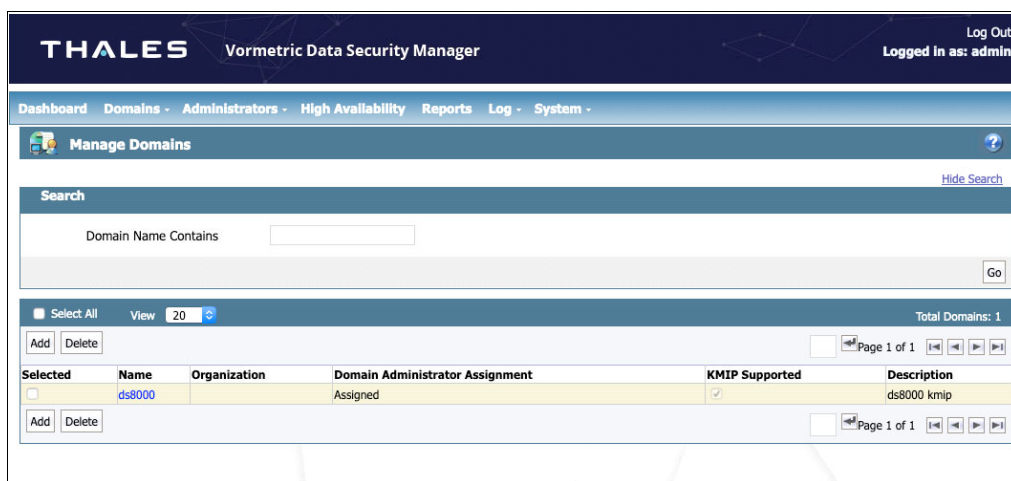 Log Out
THALES Vormetric Data Security Manager Logged in as: admin
Dashboard Domains Administrators High Availability Reports Log System
Manage Domains ?
Hide Search
Search
Domain Name Contains
Go
Select All View 20 Total Domains: 1
Add Delete Page 1 of 1
Selected Name Organization Domain Administrator Assignment KMIP Supported Description
ds8000 Assigned ds8000 kmip
Add Delete Page 1 of 1